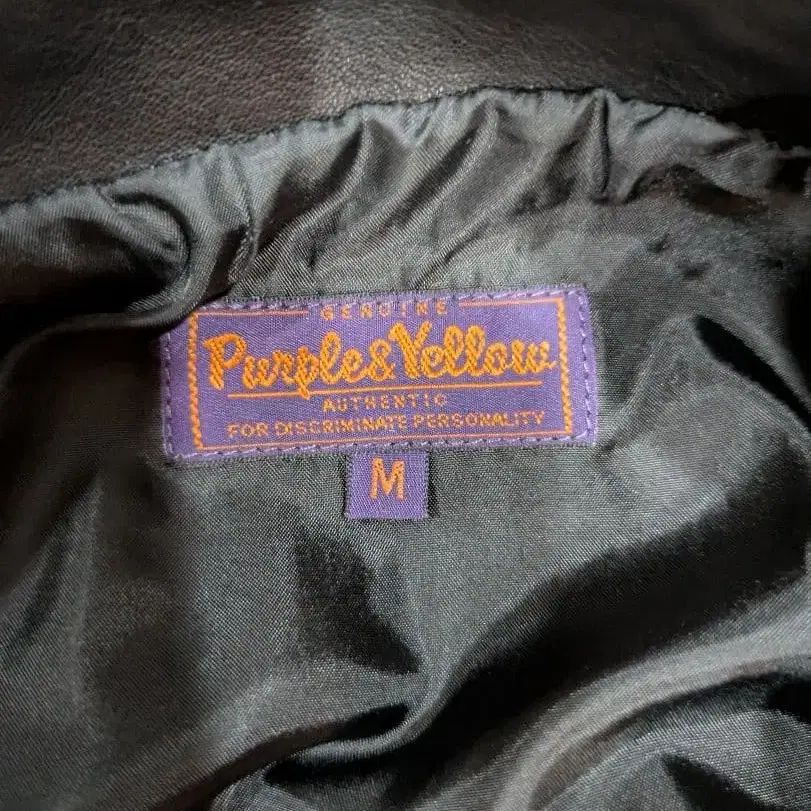 GENUINE
Purple&Yellow
AUTHENTIC
FOR DISCRIMINATE PERSONALITY
M